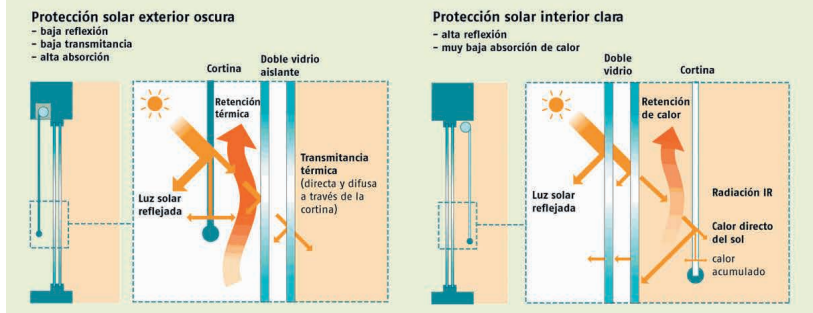 Protección solar exterior oscura
– baja reflexión
– baja transmitancia
– alta absorción
Cortina
Doble vidrio
aislante
Retención
térmica
Luz solar
reflejada
Transmitancia
térmica
(directa y difusa
a través de la
cortina)
Protección solar interior clara
– alta reflexión
– muy baja absorción de calor
Doble
vidrio
Cortina
Retención
de calor
Luz solar
reflejada
Radiación IR
Calor directo
del sol
calor
acumulado